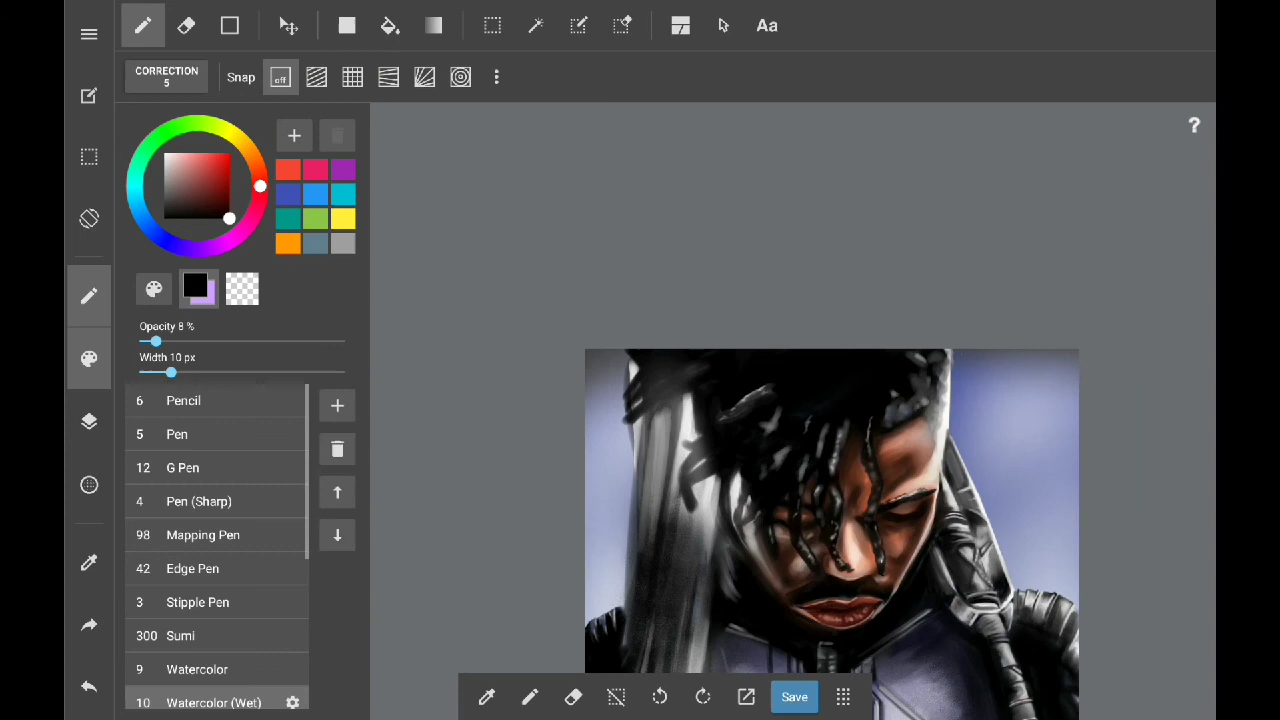 Aa
CORRECTION
5
Snap
off
?
Opacity 8 %
Width 10 px
6 Pencil
5 Pen
12 G Pen
4 Pen (Sharp)
98 Mapping Pen
42 Edge Pen
3 Stipple Pen
300 Sumi
9 Watercolor
10 Watercolor (Wet)
Save